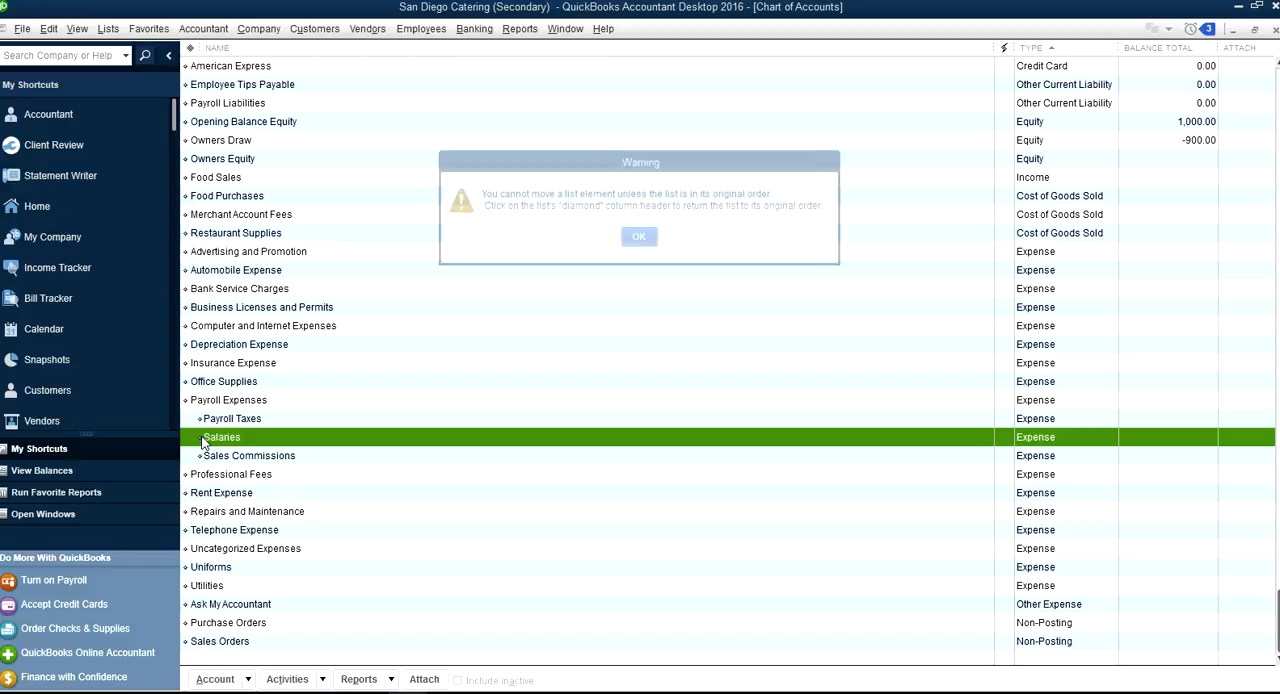 San Diego Catering (Secondary) - QuickBooks Accountant Desktop 2016 - [Chart of Accounts]
File Edit View Lists Favorites Accountant Company Customers Vendors Employees Banking Reports Window Help 3
Search Company or Help
NAME TYPE BALANCE TOTAL ATTACH
My Shortcuts
Accountant
Client Review
Statement Writer
Home
My Company
Income Tracker
Bill Tracker
Calendar
Snapshots
Customers
Vendors
My Shortcuts
View Balances
Run Favorite Reports
Open Windows
Do More With QuickBooks
Turn on Payroll
Accept Credit Cards
Order Checks & Supplies
QuickBooks Online Accountant
Finance with Confidence
American Express Credit Card 0.00
Employee Tips Payable Other Current Liability 0.00
Payroll Liabilities Other Current Liability 0.00
Opening Balance Equity Equity 1,000.00
Owners Draw Equity -900.00
Owners Equity Equity
Food Sales Income
Food Purchases Cost of Goods Sold
Merchant Account Fees Cost of Goods Sold
Restaurant Supplies Cost of Goods Sold
Advertising and Promotion Expense
Automobile Expense Expense
Bank Service Charges Expense
Business Licenses and Permits Expense
Computer and Internet Expenses Expense
Depreciation Expense Expense
Insurance Expense Expense
Office Supplies Expense
Payroll Expenses Expense
Payroll Taxes Expense
Salaries Expense
Sales Commissions Expense
Professional Fees Expense
Rent Expense Expense
Repairs and Maintenance Expense
Telephone Expense Expense
Uncategorized Expenses Expense
Uniforms Expense
Utilities Expense
Ask My Accountant Other Expense
Purchase Orders Non-Posting
Sales Orders Non-Posting
Warning
You cannot move a list element unless the list is in its original order.
Click on the list's "diamond" column header to return the list to its original order.
OK
Account Activities Reports Attach Include inactive